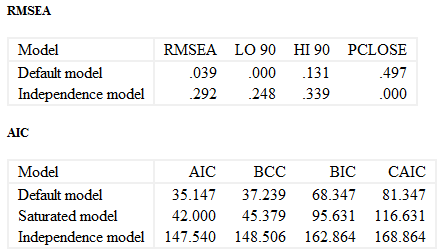 RMSEA
Model RMSEA LO 90 HI 90 PCLOSE
Default model .039 .000 .131 .497
Independence model .292 .248 .339 .000
AIC
Model AIC BCC BIC CAIC
Default model 35.147 37.239 68.347 81.347
Saturated model 42.000 45.379 95.631 116.631
Independence model 147.540 148.506 162.864 168.864